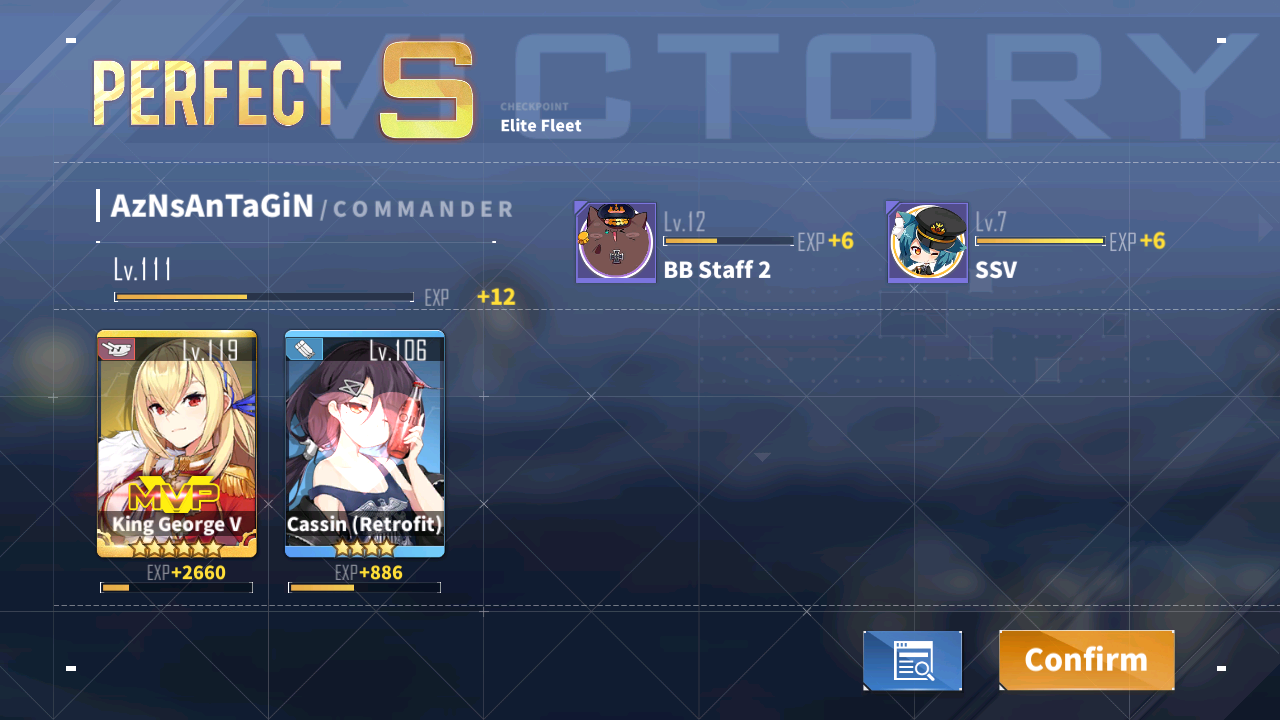 VICTORY
PERFECT S
CHECKPOINT
Elite Fleet
AzNsAnTaGiN / COMMANDER
Lv.111
EXP +12
Lv.12
EXP +6
BB Staff 2
Lv.7
EXP +6
SSV
Lv.119
MVP
King George V
EXP +2660
Lv.106
Cassin (Retrofit)
EXP +886
Confirm